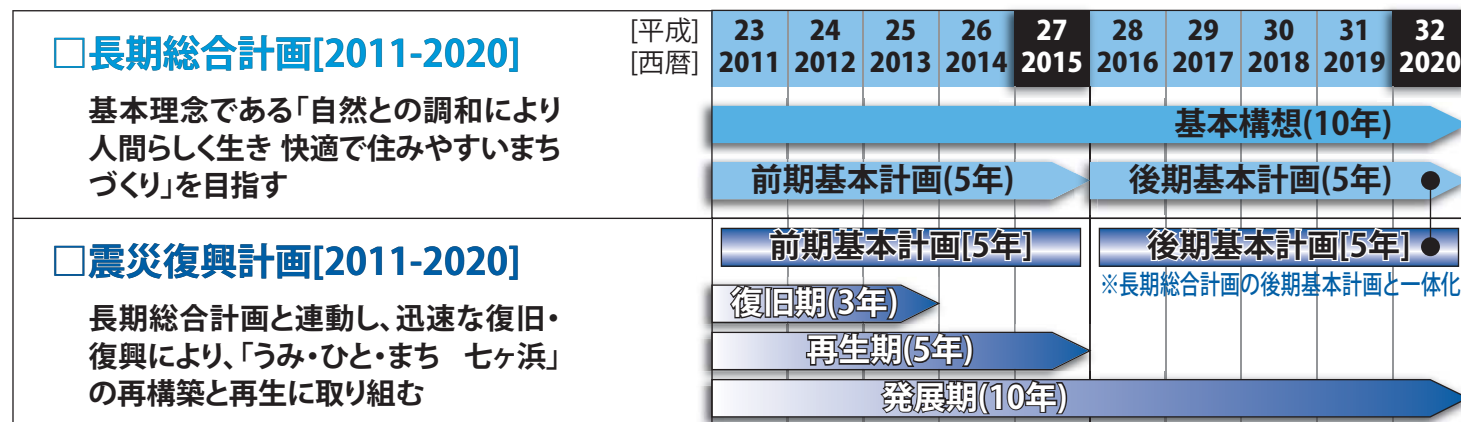 □長期総合計画[2011-2020]
基本理念である「自然との調和により
人間らしく生き 快適で住みやすいまち
づくり」を目指す
[平成] 23 24 25 26 27 28 29 30 31 32
[西暦] 2011 2012 2013 2014 2015 2016 2017 2018 2019 2020
基本構想(10年)
前期基本計画(5年) 後期基本計画(5年)
□震災復興計画[2011-2020]
長期総合計画と連動し、迅速な復旧・
復興により、「うみ・ひと・まち 七ヶ浜」
の再構築と再生に取り組む
前期基本計画[5年] 後期基本計画[5年]
※長期総合計画の後期基本計画と一体化
復旧期(3年)
再生期(5年)
発展期(10年)